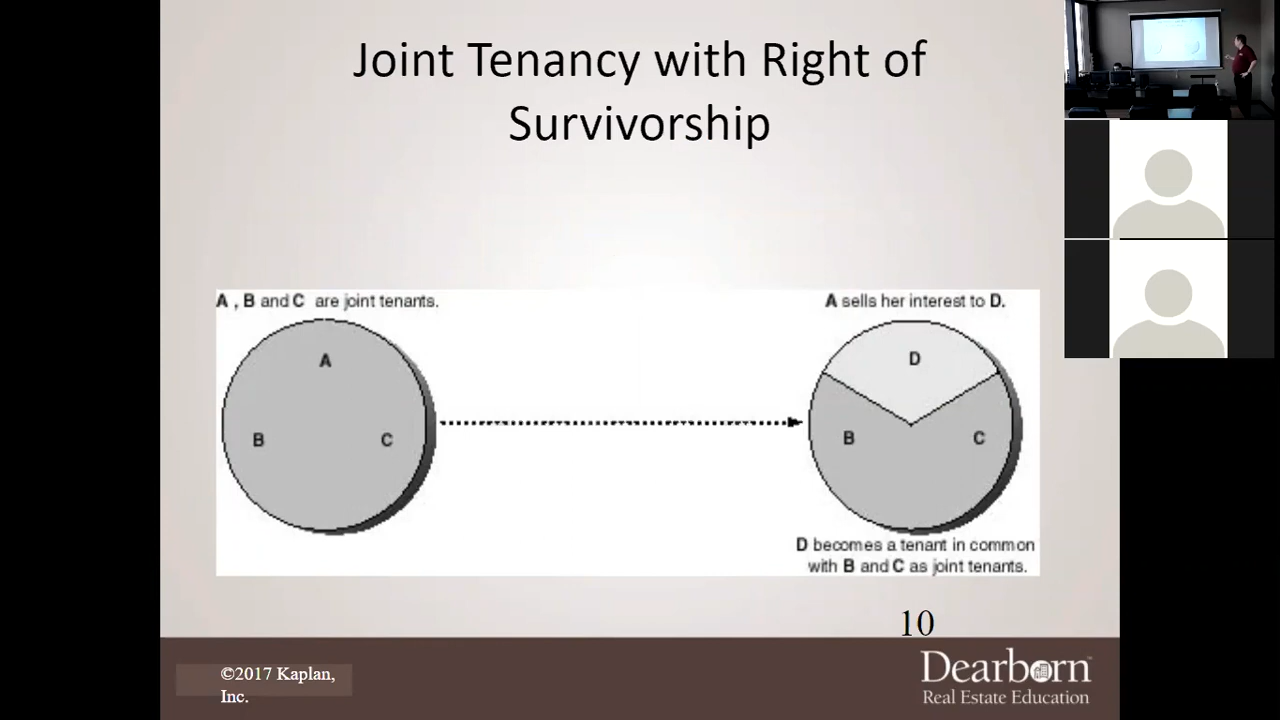 Joint Tenancy with Right of
Survivorship
A , B and C are joint tenants.
A
B
C
A sells her interest to D.
D
B
C
D becomes a tenant in common
with B and C as joint tenants.
10
©2017 Kaplan,
Inc.
Dearborn™
Real Estate Education